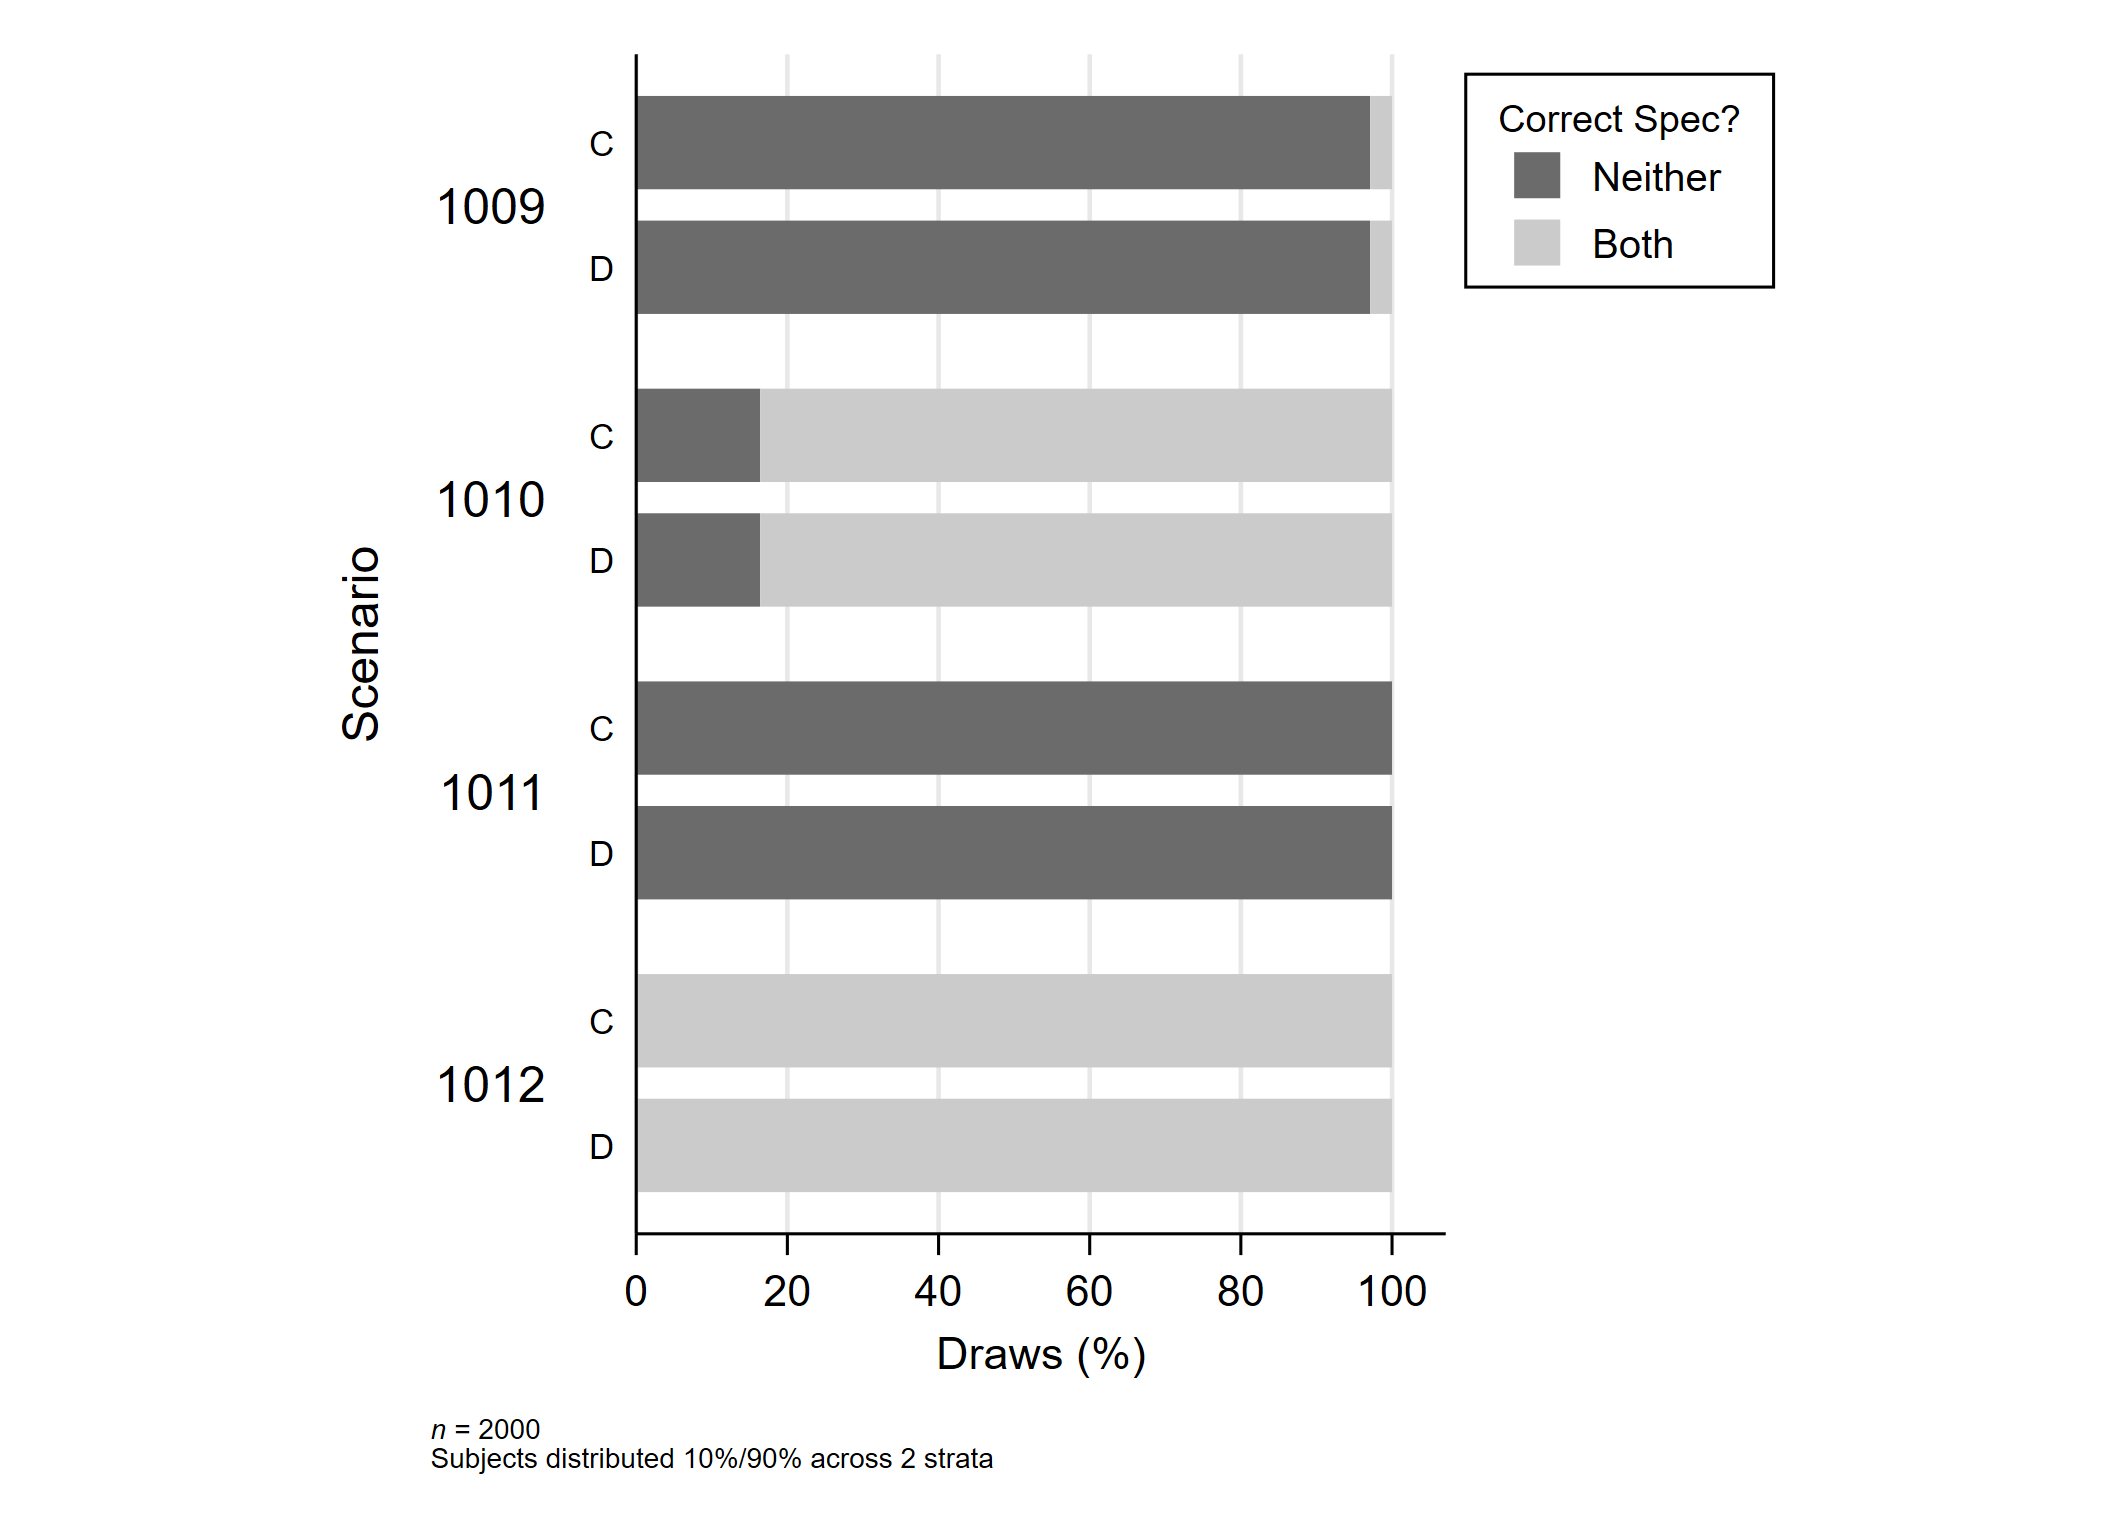 Correct Spec?
Neither
Both
Scenario
1009
C
D
1010
C
D
1011
C
D
1012
C
D
0 20 40 60 80 100
Draws (%)
n = 2000
Subjects distributed 10%/90% across 2 strata